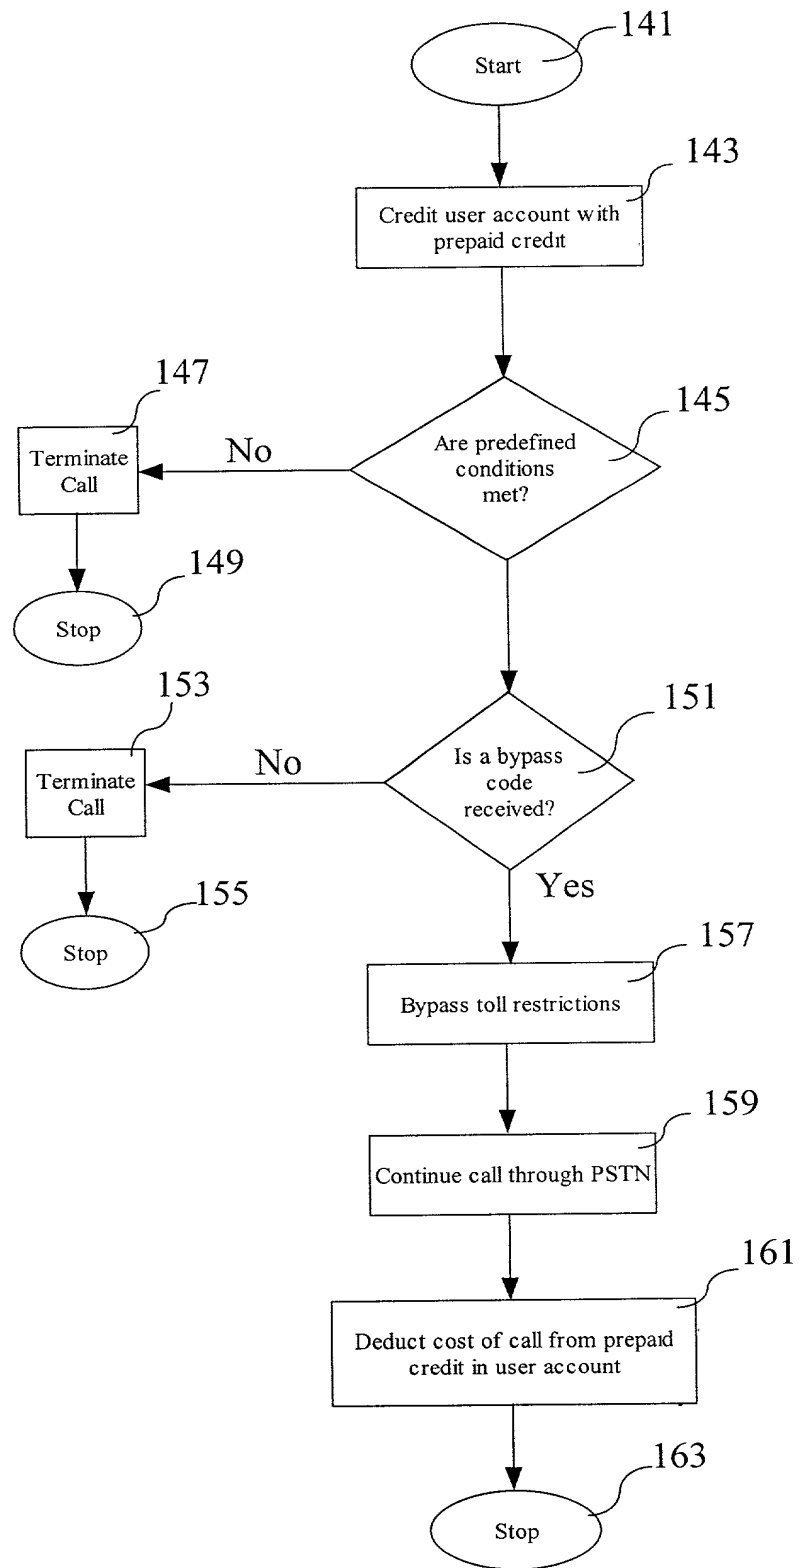 141
Start
143
Credit user account with
prepaid credit
147
145
Terminate
Call
No
Are predefined
conditions
met?
149
Stop
153
151
Terminate
Call
No
Is a bypass
code
received?
Yes
155
Stop
157
Bypass toll restrictions
159
Continue call through PSTN
161
Deduct cost of call from prepaid
credit in user account
163
Stop